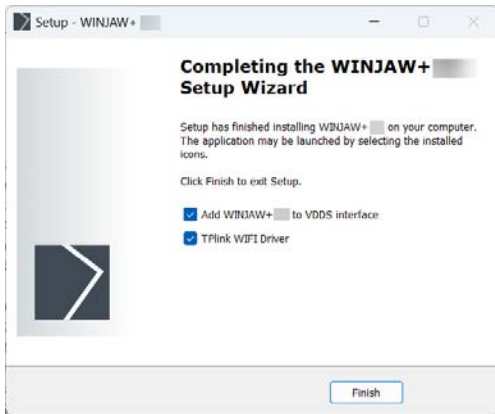 Setup - WINJAW+
Completing the WINJAW+
Setup Wizard
Setup has finished installing WINJAW+ on your computer.
The application may be launched by selecting the installed
icons.
Click Finish to exit Setup.
Add WINJAW+ to VDDS interface
TPlink WIFI Driver
Finish